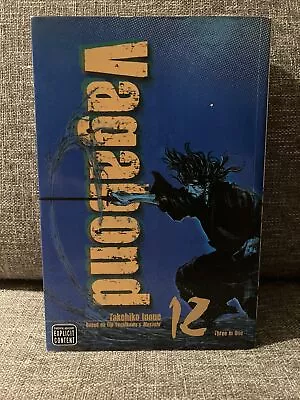 Vagabond
Takehiko Inoue
Based on Eiji Yoshikawa's Musashi
12
Three in One
EXPLICIT
CONTENT